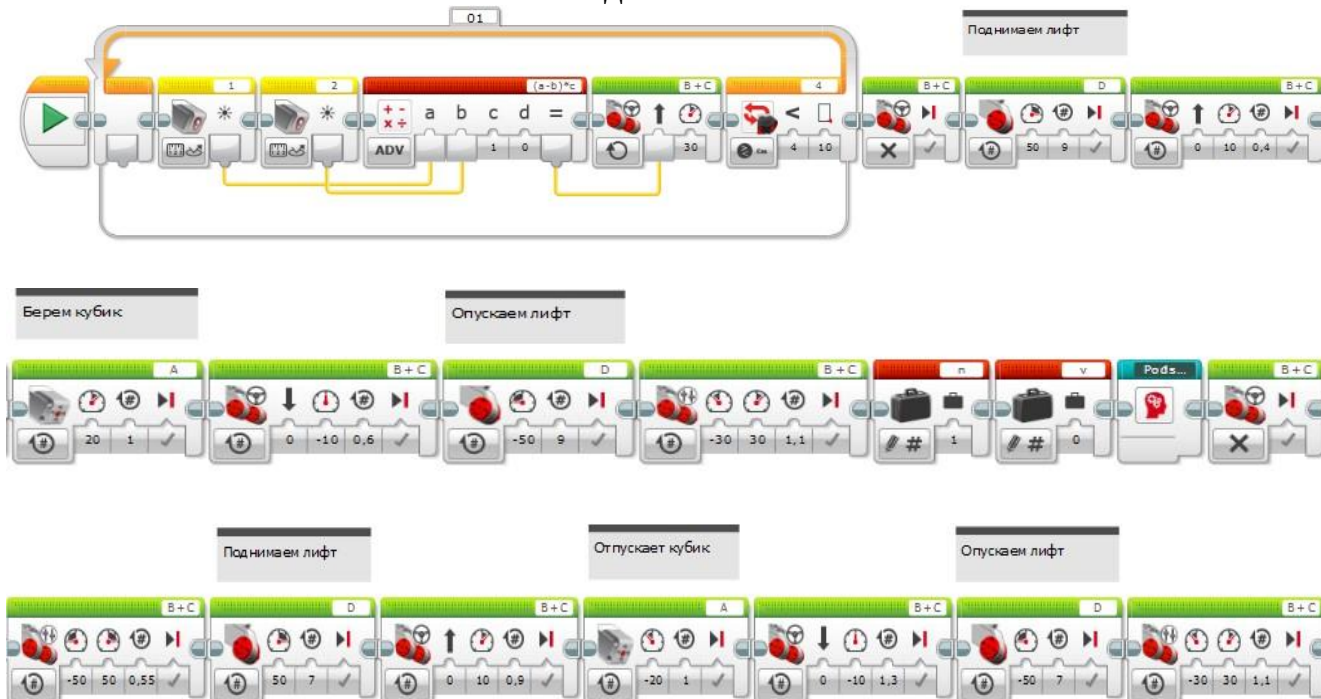 01
Поднимаем лифт
1 2 (a-b)*c B+C 4 B+C D B+C
a b c d =
ADV 1 0 30 4 10 50 9 0 10 0,4
Берем кубик
Опускаем лифт
A B+C D B+C n v Pods... B+C
20 1 0 -10 0,6 -50 9 -30 30 1,1 # 1 # 0
Поднимаем лифт
Отпускает кубик
Опускаем лифт
B+C D B+C A B+C D B+C
-50 50 0,55 50 7 0 10 0,9 -20 1 0 -10 1,3 -50 7 -30 30 1,1